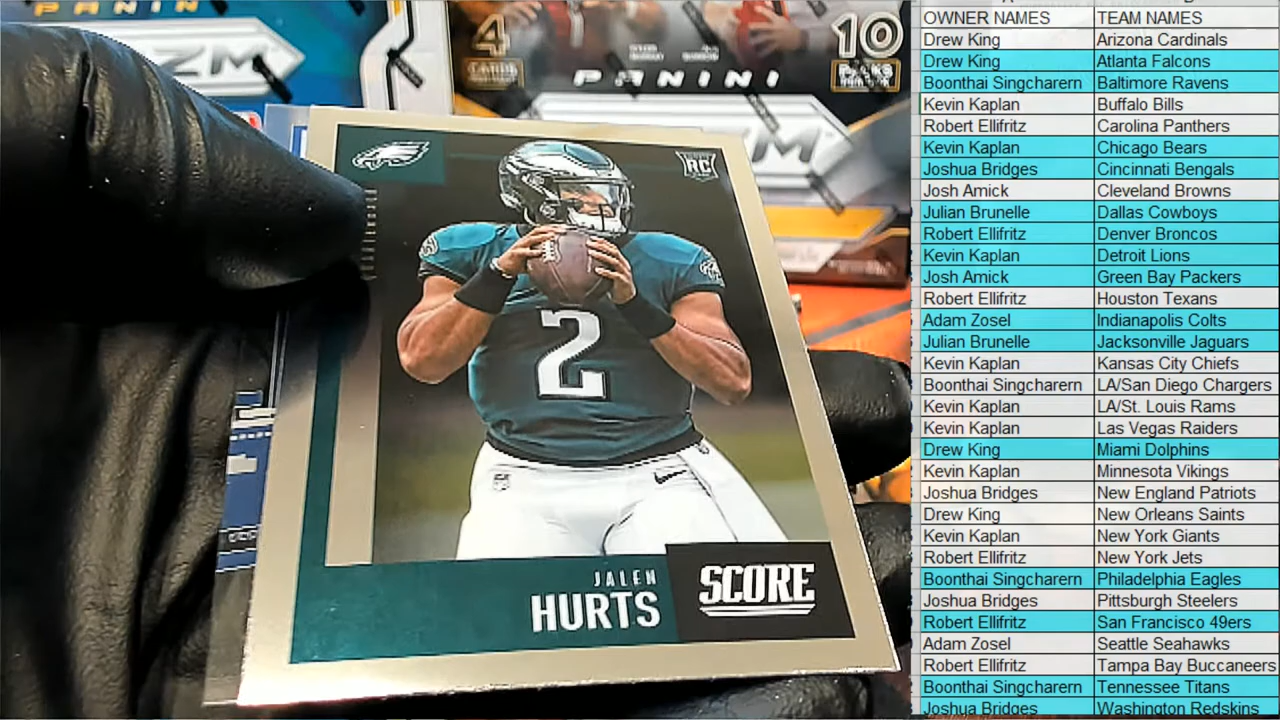 4
CARDS
PANINI
10
PACKS
ZM
M
RC
2
JALEN
HURTS
SCORE
OWNER NAMES TEAM NAMES
Drew King Arizona Cardinals
Drew King Atlanta Falcons
Boonthai Singcharern Baltimore Ravens
Kevin Kaplan Buffalo Bills
Robert Ellifritz Carolina Panthers
Kevin Kaplan Chicago Bears
Joshua Bridges Cincinnati Bengals
Josh Amick Cleveland Browns
Julian Brunelle Dallas Cowboys
Robert Ellifritz Denver Broncos
Kevin Kaplan Detroit Lions
Josh Amick Green Bay Packers
Robert Ellifritz Houston Texans
Adam Zosel Indianapolis Colts
Julian Brunelle Jacksonville Jaguars
Kevin Kaplan Kansas City Chiefs
Boonthai Singcharern LA/San Diego Chargers
Kevin Kaplan LA/St. Louis Rams
Kevin Kaplan Las Vegas Raiders
Drew King Miami Dolphins
Kevin Kaplan Minnesota Vikings
Joshua Bridges New England Patriots
Drew King New Orleans Saints
Kevin Kaplan New York Giants
Robert Ellifritz New York Jets
Boonthai Singcharern Philadelphia Eagles
Joshua Bridges Pittsburgh Steelers
Robert Ellifritz San Francisco 49ers
Adam Zosel Seattle Seahawks
Robert Ellifritz Tampa Bay Buccaneers
Boonthai Singcharern Tennessee Titans
Joshua Bridges Washington Redskins